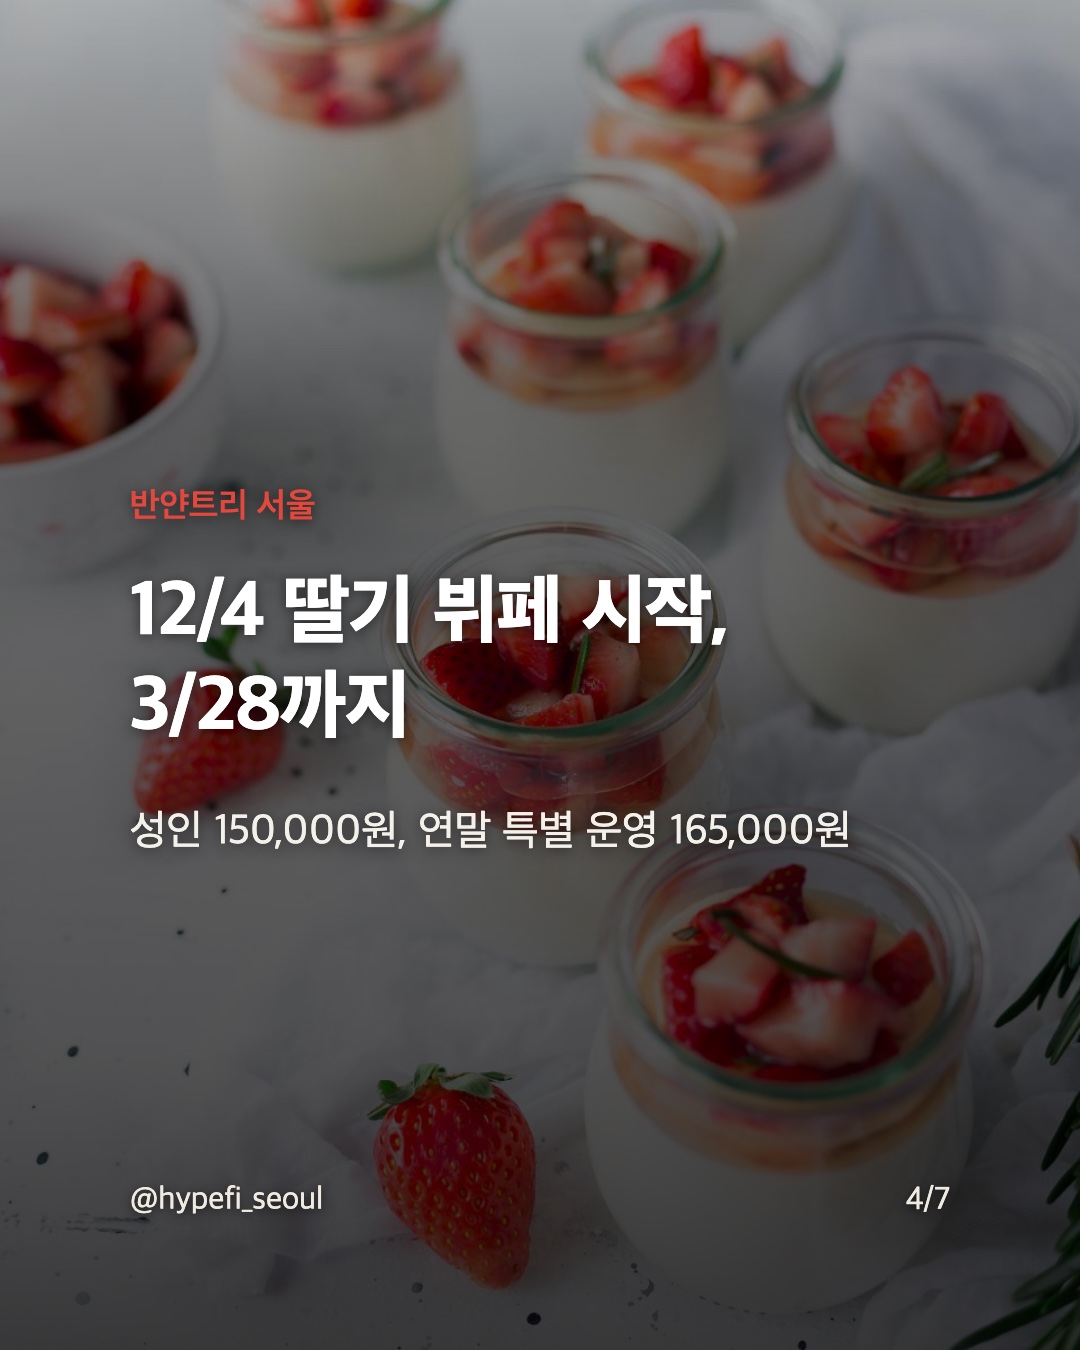 반얀트리 서울
12/4 딸기 뷔페 시작,
3/28까지
성인 150,000원, 연말 특별 운영 165,000원
@hypefi_seoul
4/7